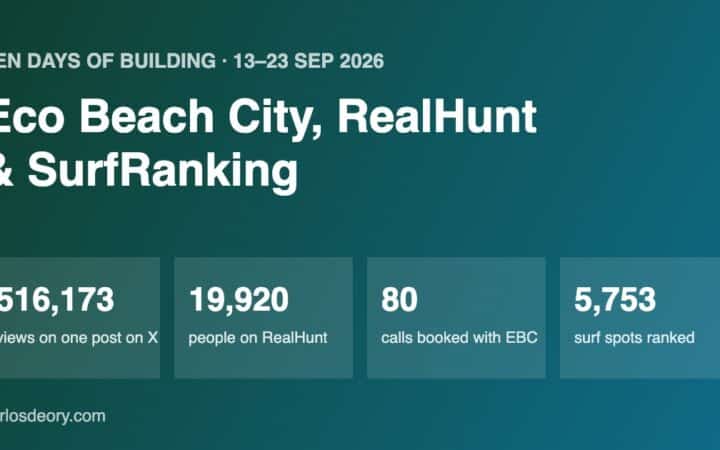 EN DAYS OF BUILDING · 13–23 SEP 2026
Eco Beach City, RealHunt
& SurfRanking
516,173
views on one post on X
19,920
people on RealHunt
80
calls booked with EBC
5,753
surf spots ranked
rlosdeory.com